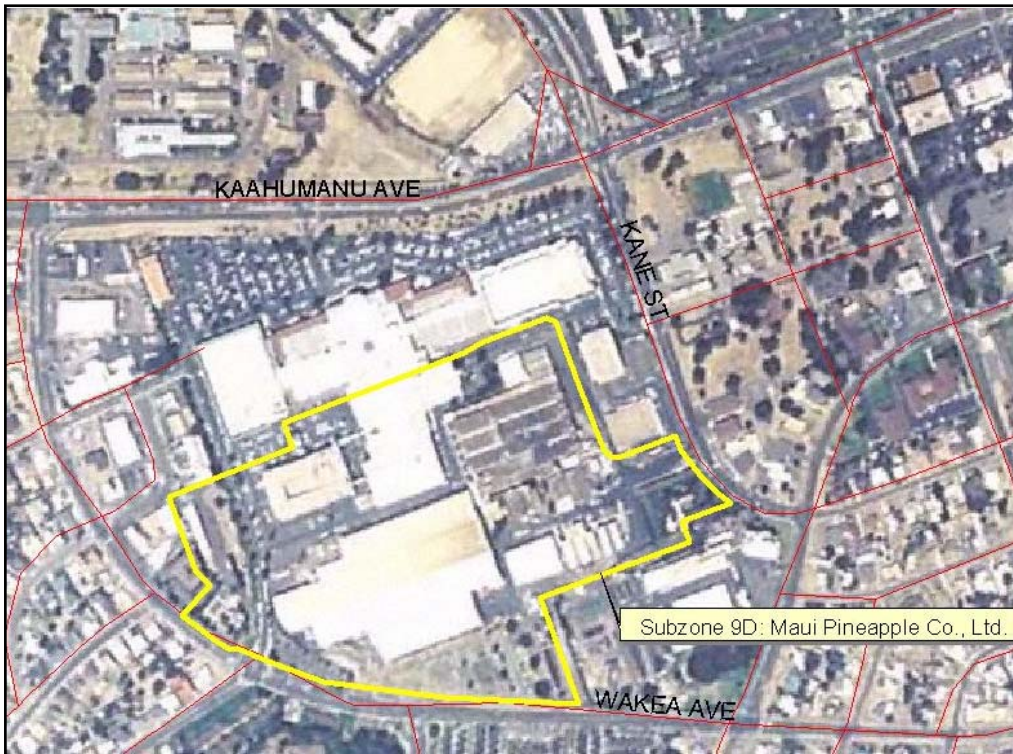 KAAHUMANU AVE
KANE ST
Subzone 9D: Maui Pineapple Co., Ltd.
WAKEA AVE